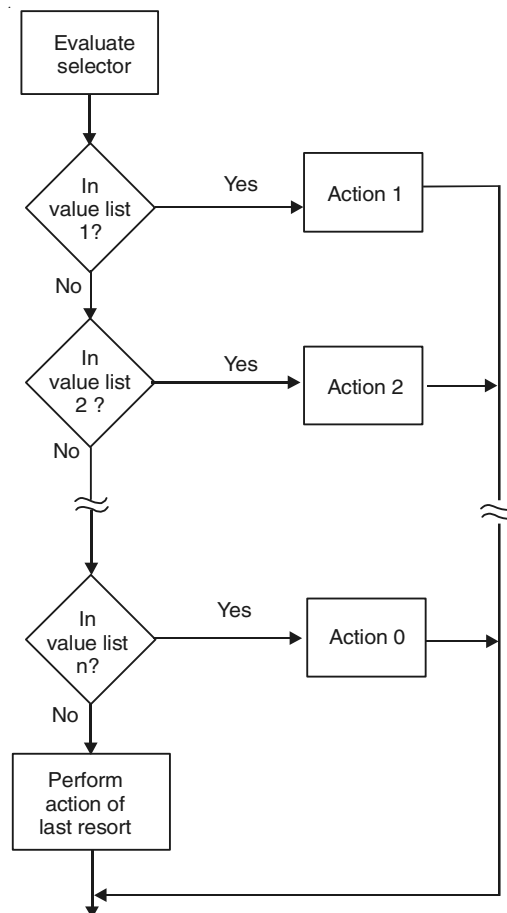 Evaluate
selector
In
value list
1?
Yes
Action 1
No
In
value list
2 ?
Yes
Action 2
No
In
value list
n?
Yes
Action 0
No
Perform
action of
last resort